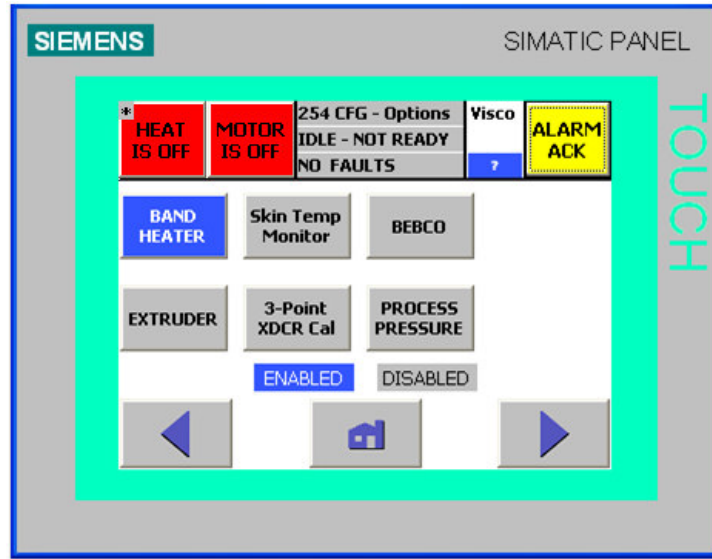 SIEMENS
SIMATIC PANEL
TOUCH
*
HEAT
IS OFF
MOTOR
IS OFF
254 CFG - Options
IDLE - NOT READY
NO FAULTS
Visco
?
ALARM
ACK
BAND
HEATER
Skin Temp
Monitor
BEBCO
EXTRUDER
3-Point
XDCR Cal
PROCESS
PRESSURE
ENABLED
DISABLED